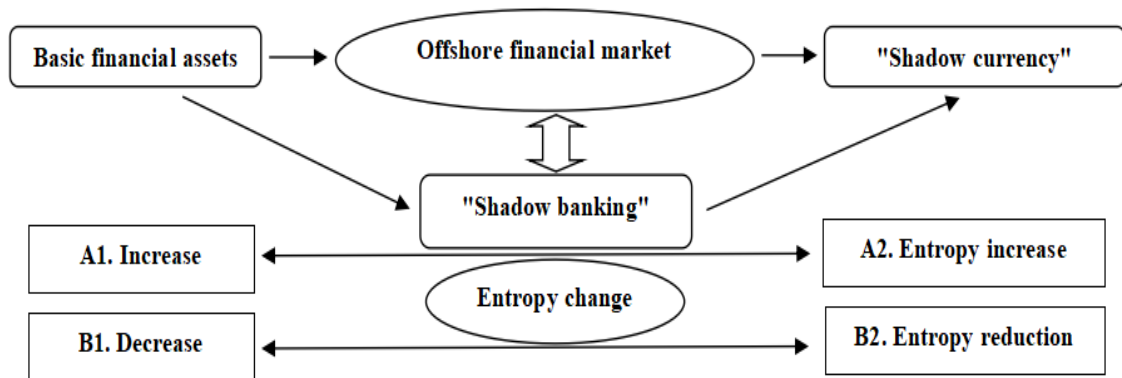 Basic financial assets
Offshore financial market
"Shadow currency"
"Shadow banking"
A1. Increase
A2. Entropy increase
Entropy change
B1. Decrease
B2. Entropy reduction